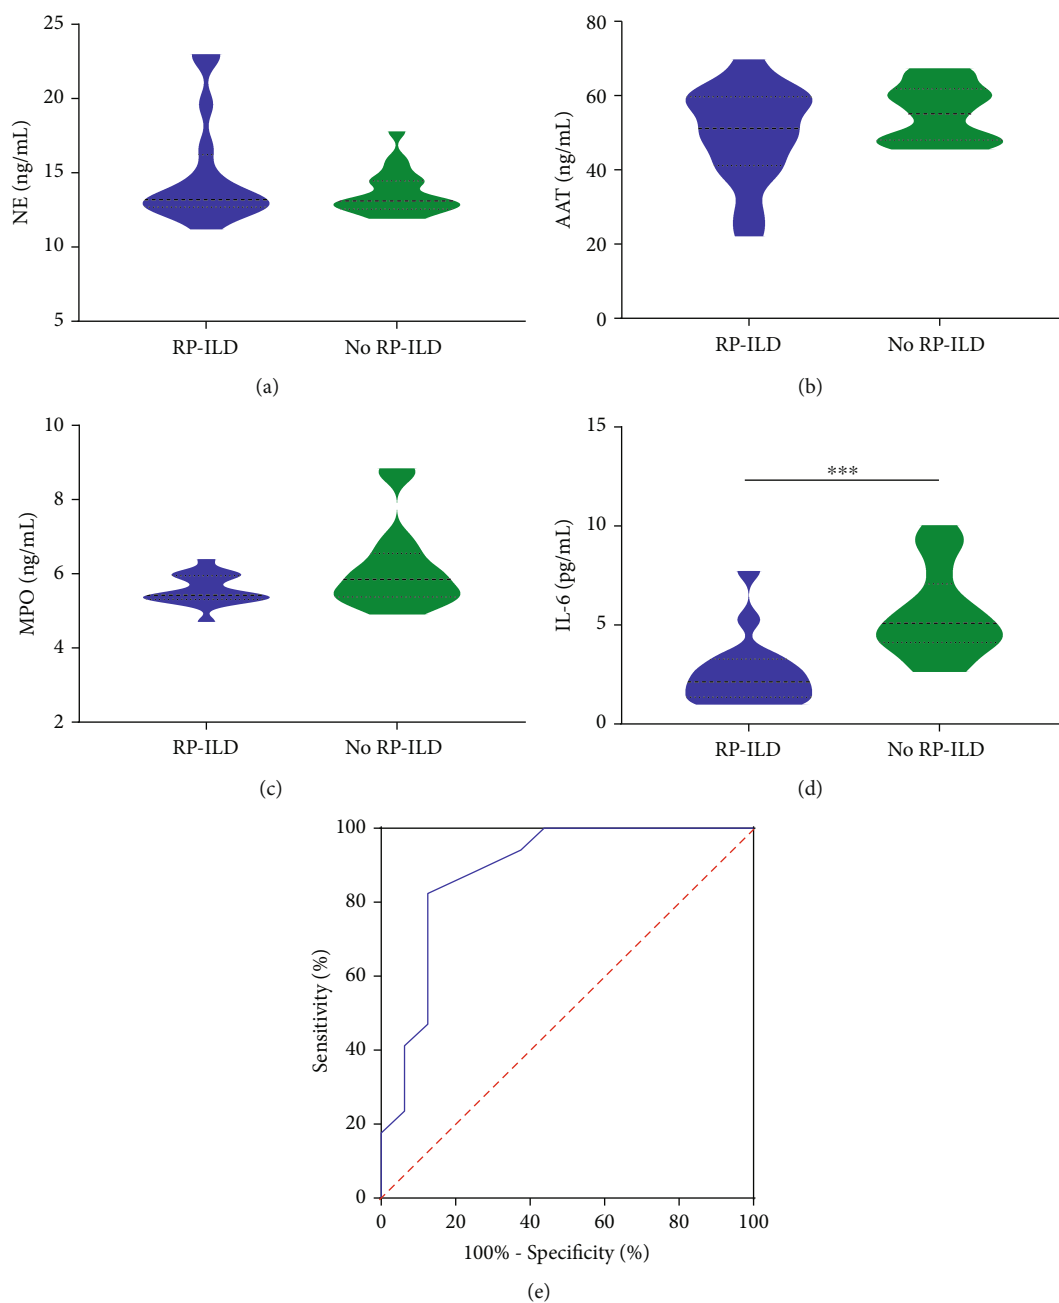 25
20
15
10
5
NE (ng/mL)
RP-ILD
No RP-ILD
(a)
80
60
40
20
0
AAT (ng/mL)
RP-ILD
No RP-ILD
(b)
10
8
6
4
2
MPO (ng/mL)
RP-ILD
No RP-ILD
(c)
15
10
5
0
IL-6 (pg/mL)
***
RP-ILD
No RP-ILD
(d)
100
80
60
40
20
0
Sensitivity (%)
0 20 40 60 80 100
100% - Specificity (%)
(e)